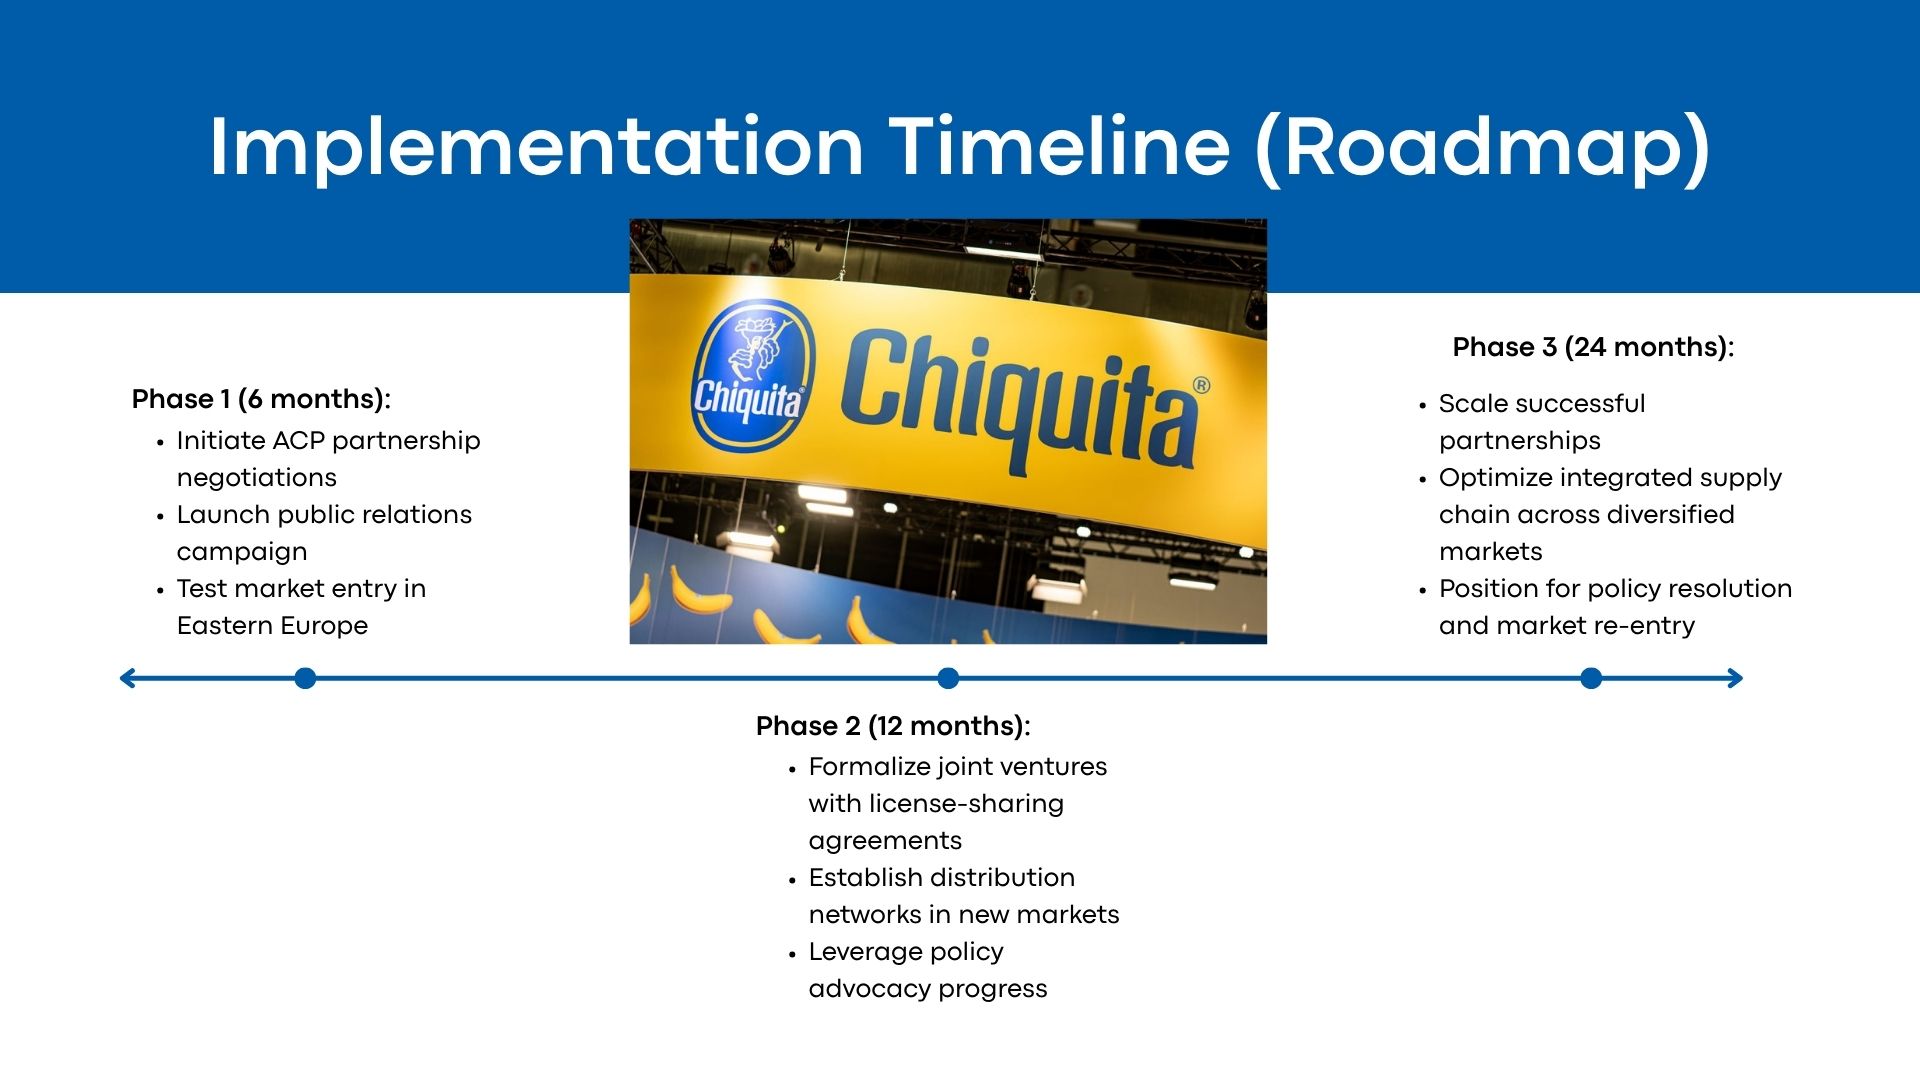 Implementation Timeline (Roadmap)
Chiquita®
Chiquita®
Phase 1 (6 months):
• Initiate ACP partnership
negotiations
• Launch public relations
campaign
• Test market entry in
Eastern Europe
Phase 2 (12 months):
• Formalize joint ventures
with license-sharing
agreements
• Establish distribution
networks in new markets
• Leverage policy
advocacy progress
Phase 3 (24 months):
• Scale successful
partnerships
• Optimize integrated supply
chain across diversified
markets
• Position for policy resolution
and market re-entry